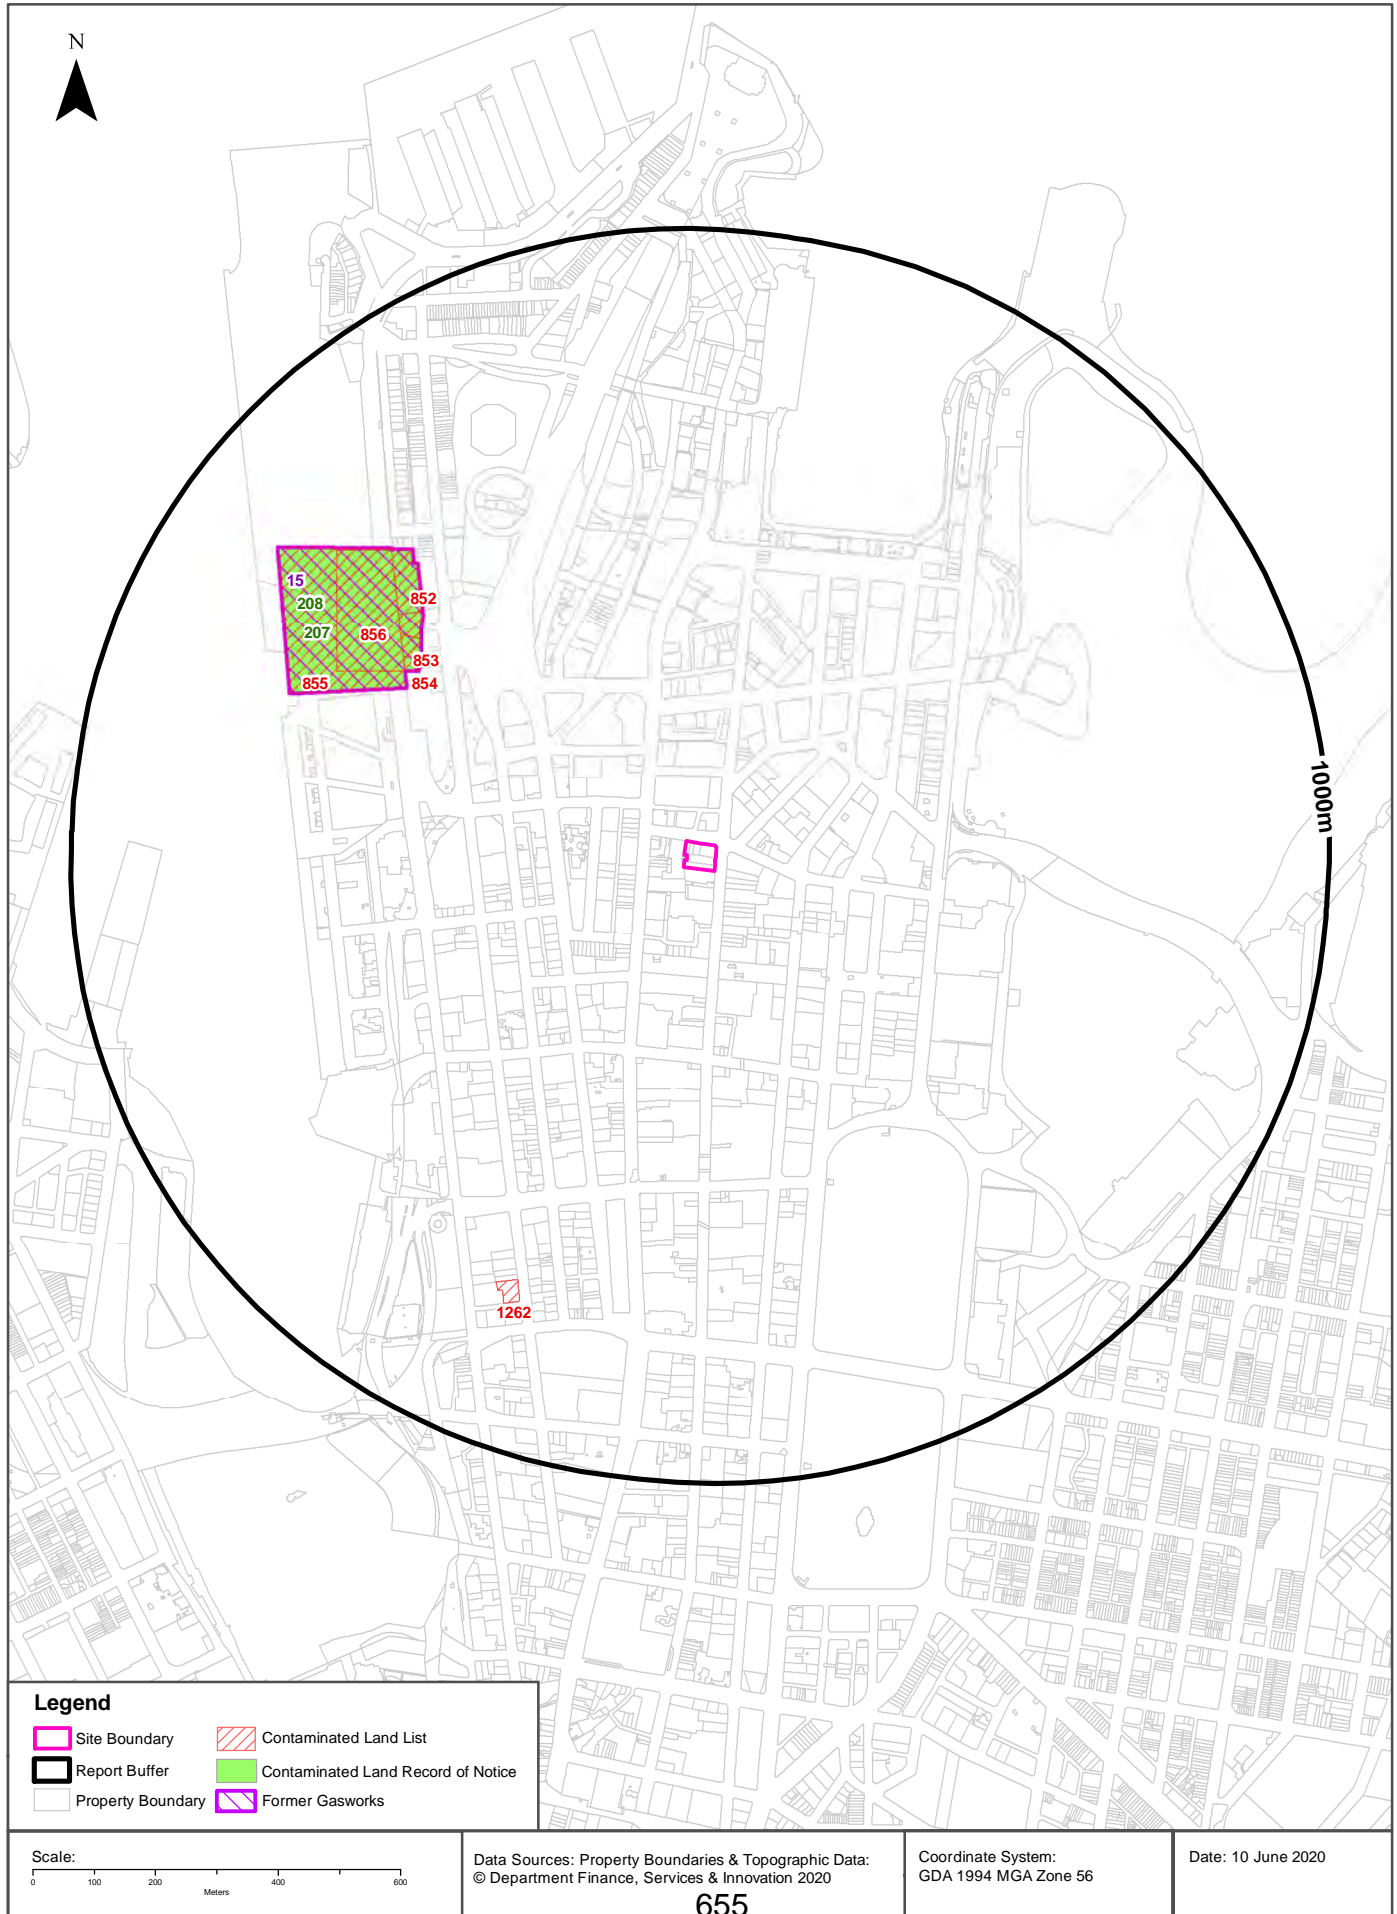 N
15
208
207
852
856
853
855
854
1000m
1262
Legend
Site Boundary
Contaminated Land List
Report Buffer
Contaminated Land Record of Notice
Property Boundary
Former Gasworks
Scale:
0 100 200 400 600
Meters
Data Sources: Property Boundaries & Topographic Data:
© Department Finance, Services & Innovation 2020
655
Coordinate System:
GDA 1994 MGA Zone 56
Date: 10 June 2020